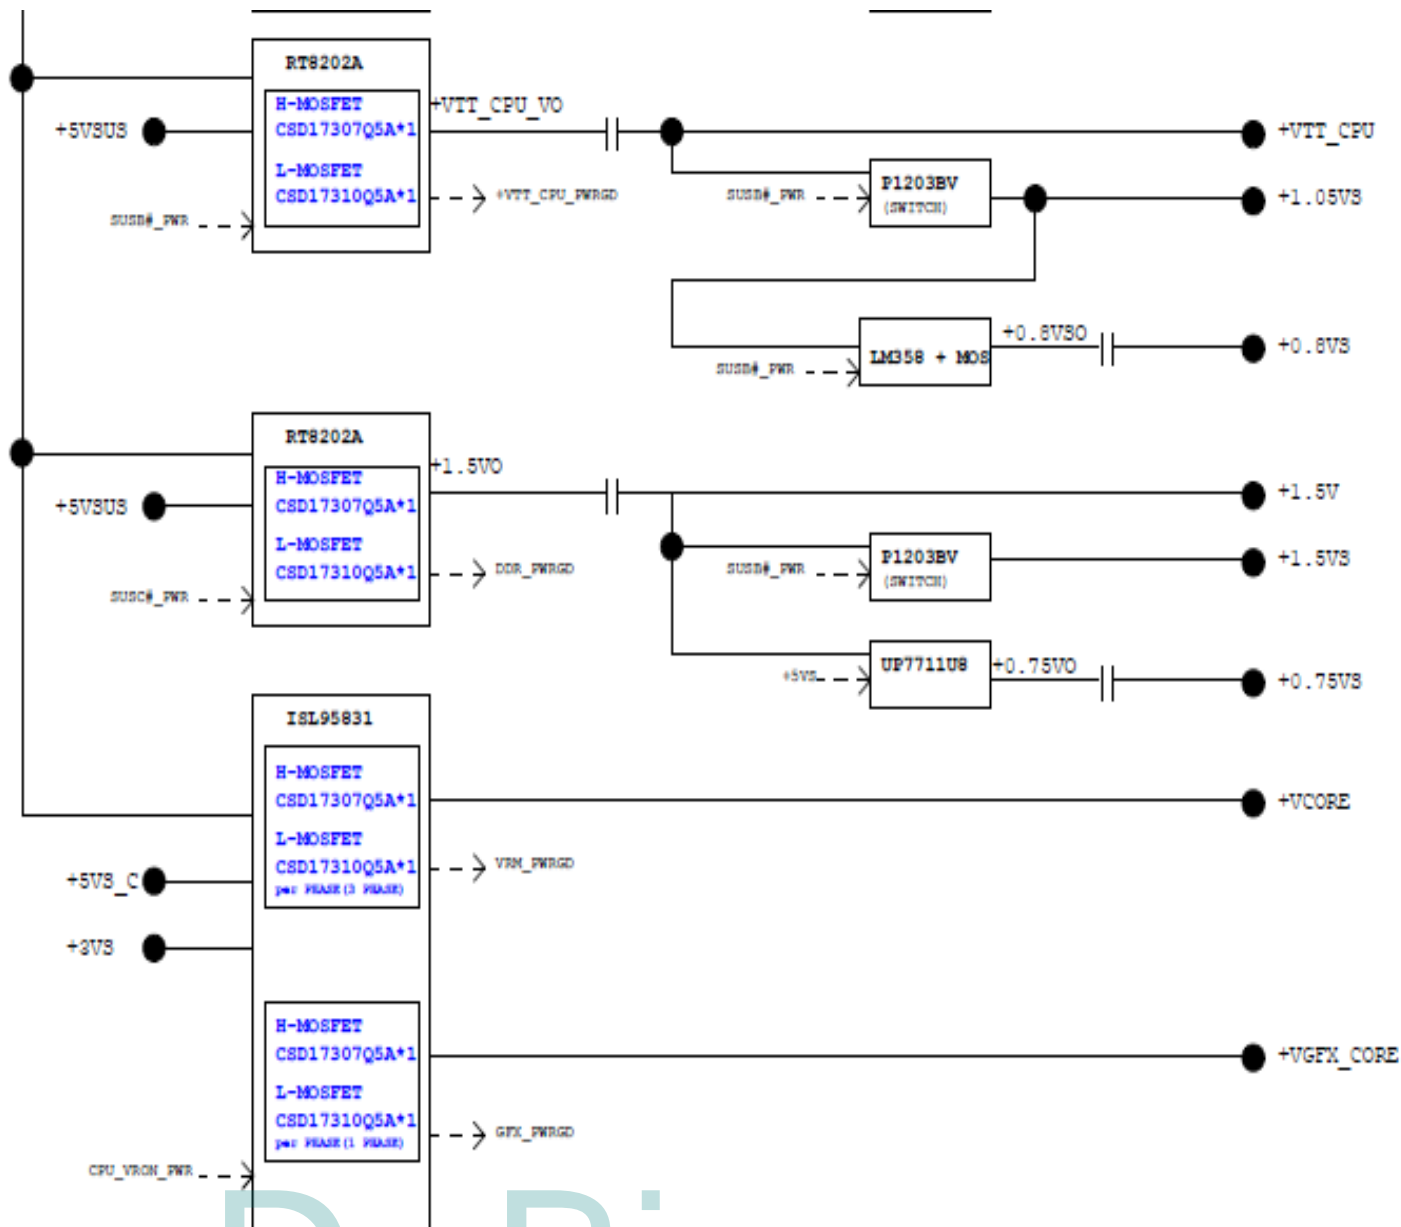 RT8202A
H-MOSFET
+VTT_CPU_VO
+5VSUS
CSD17307Q5A*1
+VTT_CPU
L-MOSFET
P1203BV
CSD17310Q5A*1
+VTT_CPU_PWRGD
SUSB#_PWR
(SWITCH)
+1.05VS
SUSB#_PWR
+0.8VSO
+0.8VS
LM358 + MOS
SUSB#_PWR
RT8202A
+1.5VO
H-MOSFET
+5VSUS
CSD17307Q5A*1
+1.5V
L-MOSFET
P1203BV
+1.5VS
CSD17310Q5A*1
DDR_PWRGD
SUSB#_PWR
(SWITCH)
SUSC#_PWR
UP7711U8
+0.75VO
+5VS
+0.75VS
ISL95831
H-MOSFET
CSD17307Q5A*1
+VCORE
L-MOSFET
CSD17310Q5A*1
VRM_PWRGD
+5VS_C
per PHASE(3 PHASE)
+3VS
H-MOSFET
CSD17307Q5A*1
+VGFX_CORE
L-MOSFET
CSD17310Q5A*1
GFX_PWRGD
per PHASE(1 PHASE)
CPU_VRON_PWR